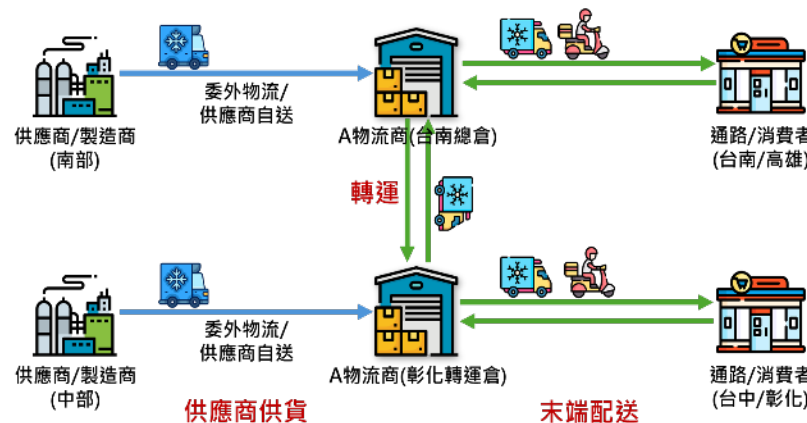 委外物流/
供應商自送
供應商/製造商
(南部)
A物流商(台南總倉)
通路/消費者
(台南/高雄)
轉運
委外物流/
供應商自送
供應商/製造商
(中部)
A物流商(彰化轉運倉)
通路/消費者
(台中/彰化)
供應商供貨
末端配送